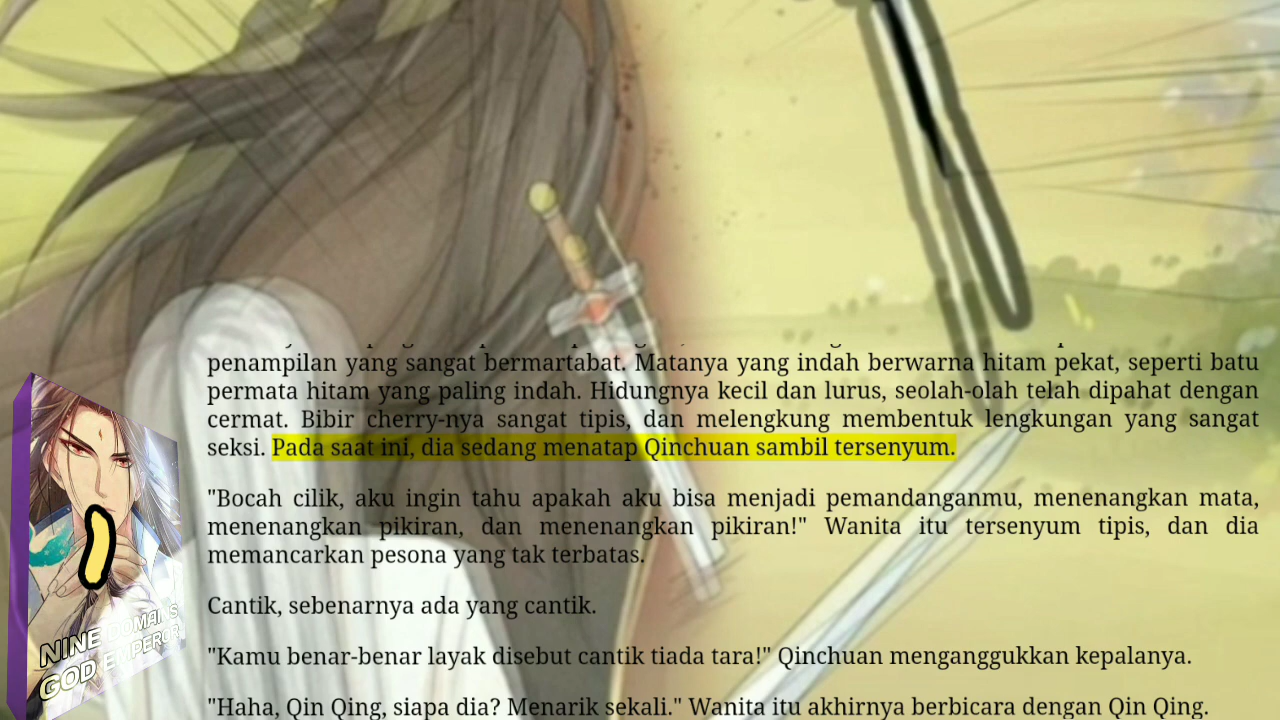 penampilan yang sangat bermartabat. Matanya yang indah berwarna hitam pekat, seperti batu
permata hitam yang paling indah. Hidungnya kecil dan lurus, seolah-olah telah dipahat dengan
cermat. Bibir cherry-nya sangat tipis, dan melengkung membentuk lengkungan yang sangat
seksi. Pada saat ini, dia sedang menatap Qinchuan sambil tersenyum.
"Bocah cilik, aku ingin tahu apakah aku bisa menjadi pemandanganmu, menenangkan mata,
menenangkan pikiran, dan menenangkan pikiran!" Wanita itu tersenyum tipis, dan dia
memancarkan pesona yang tak terbatas.
Cantik, sebenarnya ada yang cantik.
"Kamu benar-benar layak disebut cantik tiada tara!" Qinchuan menganggukkan kepalanya.
"Haha, Qin Qing, siapa dia? Menarik sekali." Wanita itu akhirnya berbicara dengan Qin Qing.
NINE DOMAINS
GOD EMPEROR